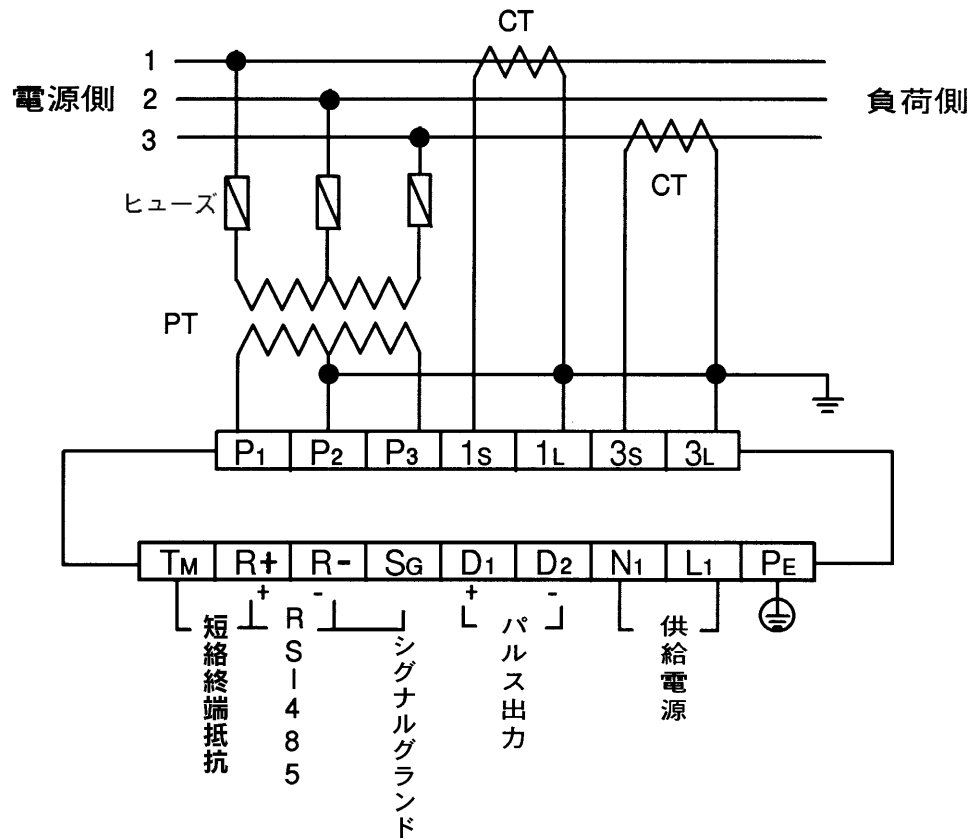 CT
1
電源側
2
負荷側
3
CT
ヒューズ
PT
P1 P2 P3 1S 1L 3S 3L
TM R+ R- SG D1 D2 N1 L1 PE
+ - + -
短絡終端抵抗
RS-485
シグナルグランド
パルス出力
供給電源